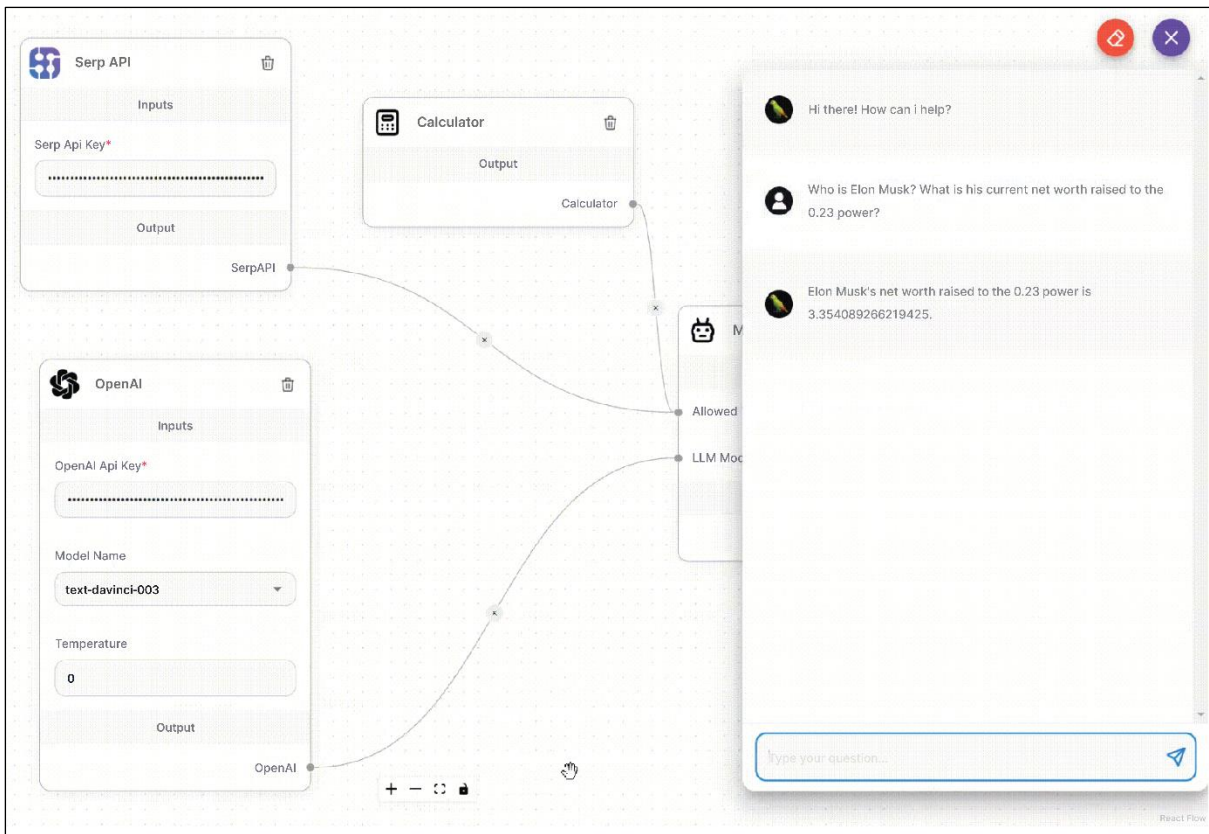 Serp API
Inputs
Serp Api Key*
Output
SerpAPI
Calculator
Output
Calculator
OpenAI
Inputs
OpenAI Api Key*
Model Name
text-davinci-003
Temperature
0
Output
OpenAI
M
Allowed
LLM Mod
Hi there! How can i help?
Who is Elon Musk? What is his current net worth raised to the
0.23 power?
Elon Musk's net worth raised to the 0.23 power is
3.354089266219425.
Type your question...
React Flow